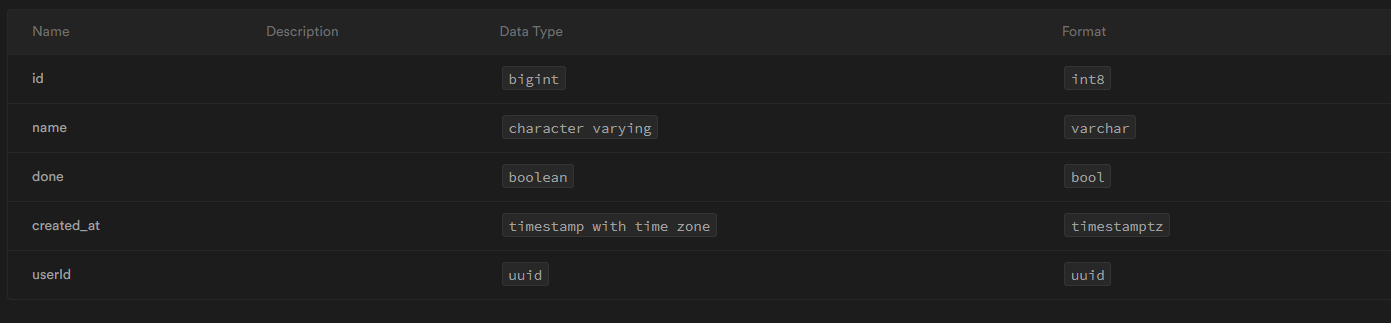 Name Description Data Type Format
id bigint int8
name character varying varchar
done boolean bool
created_at timestamp with time zone timestamptz
userId uuid uuid